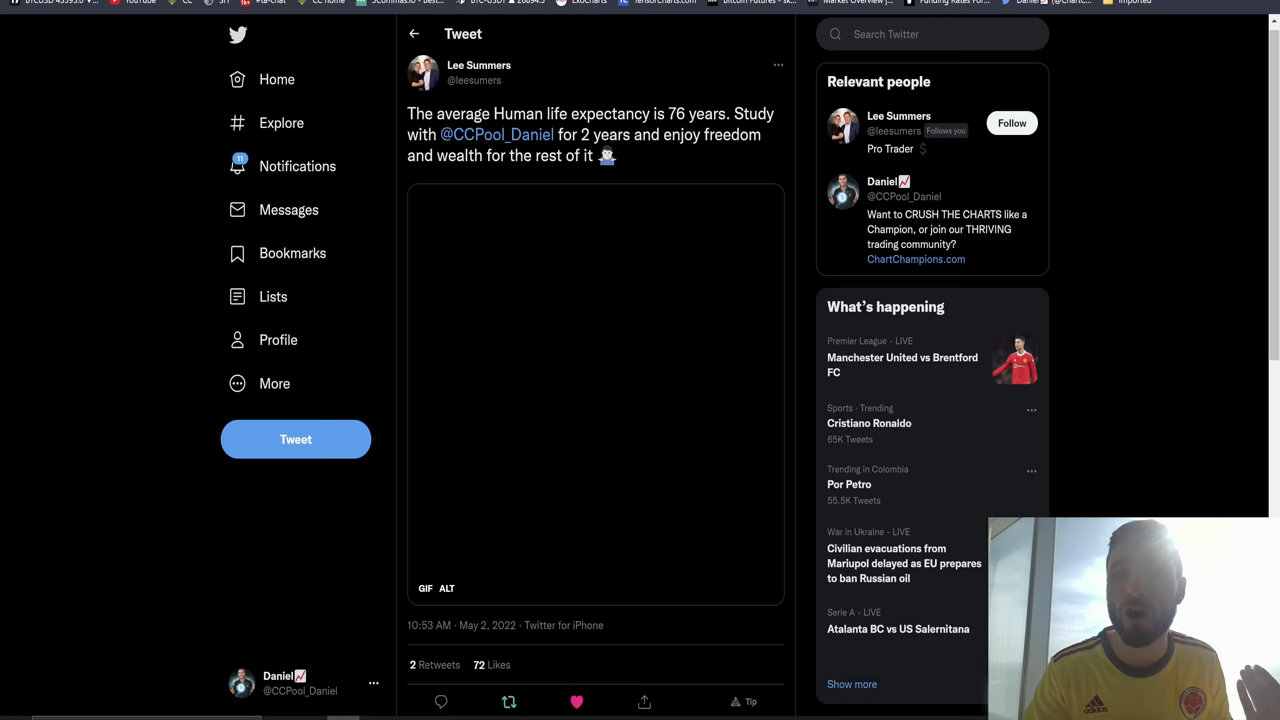 YouTube
CC
CC home
Imported
Tweet
Lee Summers
@leesumers
The average Human life expectancy is 76 years. Study
with @CCPool_Daniel for 2 years and enjoy freedom
and wealth for the rest of it
GIF ALT
10:53 AM · May 2, 2022 · Twitter for iPhone
2 Retweets 72 Likes
Tip
Home
Explore
11
Notifications
Messages
Bookmarks
Lists
Profile
More
Tweet
Daniel
@CCPool_Daniel
Search Twitter
Relevant people
Lee Summers
@leesumers Follows you
Follow
Pro Trader
Daniel
@CCPool_Daniel
Want to CRUSH THE CHARTS like a
Champion, or join our THRIVING
trading community?
ChartChampions.com
What's happening
Premier League · LIVE
Manchester United vs Brentford
FC
Sports · Trending
Cristiano Ronaldo
65K Tweets
Trending in Colombia
Por Petro
55.5K Tweets
War in Ukraine · LIVE
Civilian evacuations from
Mariupol delayed as EU prepares
to ban Russian oil
Serie A · LIVE
Atalanta BC vs US Salernitana
Show more